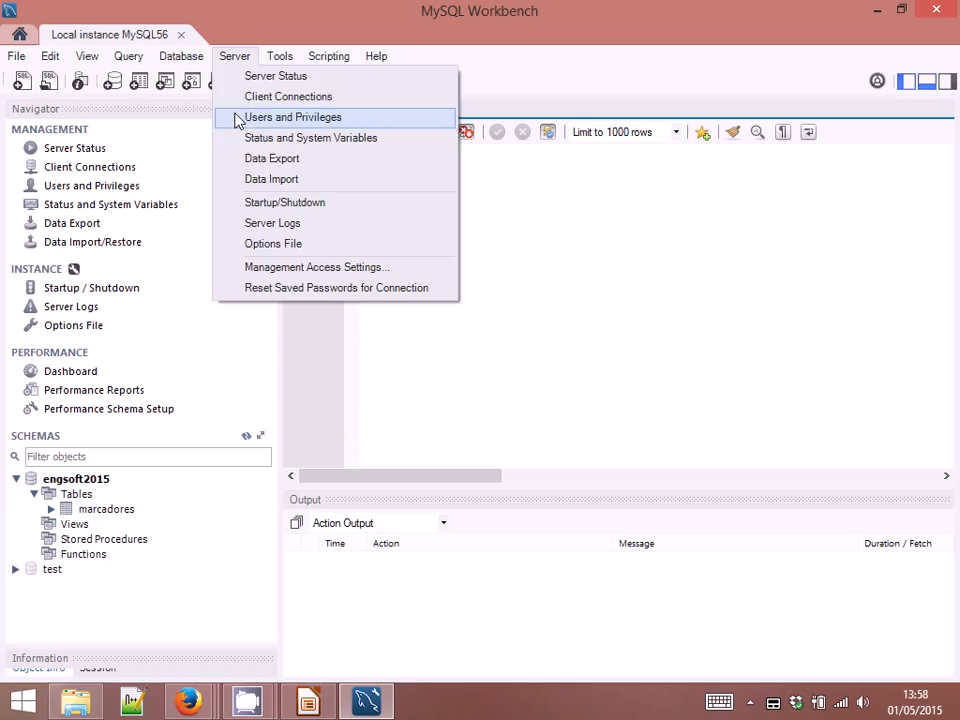 MySQL Workbench
Local instance MySQL56
File Edit View Query Database Server Tools Scripting Help
Server Status
Client Connections
Users and Privileges
Status and System Variables
Data Export
Data Import
Startup/Shutdown
Server Logs
Options File
Management Access Settings...
Reset Saved Passwords for Connection
Limit to 1000 rows
Navigator
MANAGEMENT
Server Status
Client Connections
Users and Privileges
Status and System Variables
Data Export
Data Import/Restore
INSTANCE
Startup / Shutdown
Server Logs
Options File
PERFORMANCE
Dashboard
Performance Reports
Performance Schema Setup
SCHEMAS
Filter objects
engsoft2015
Tables
marcadores
Views
Stored Procedures
Functions
test
Information
Object Info Session
Output
Action Output
Time Action Message Duration / Fetch
13:58
01/05/2015